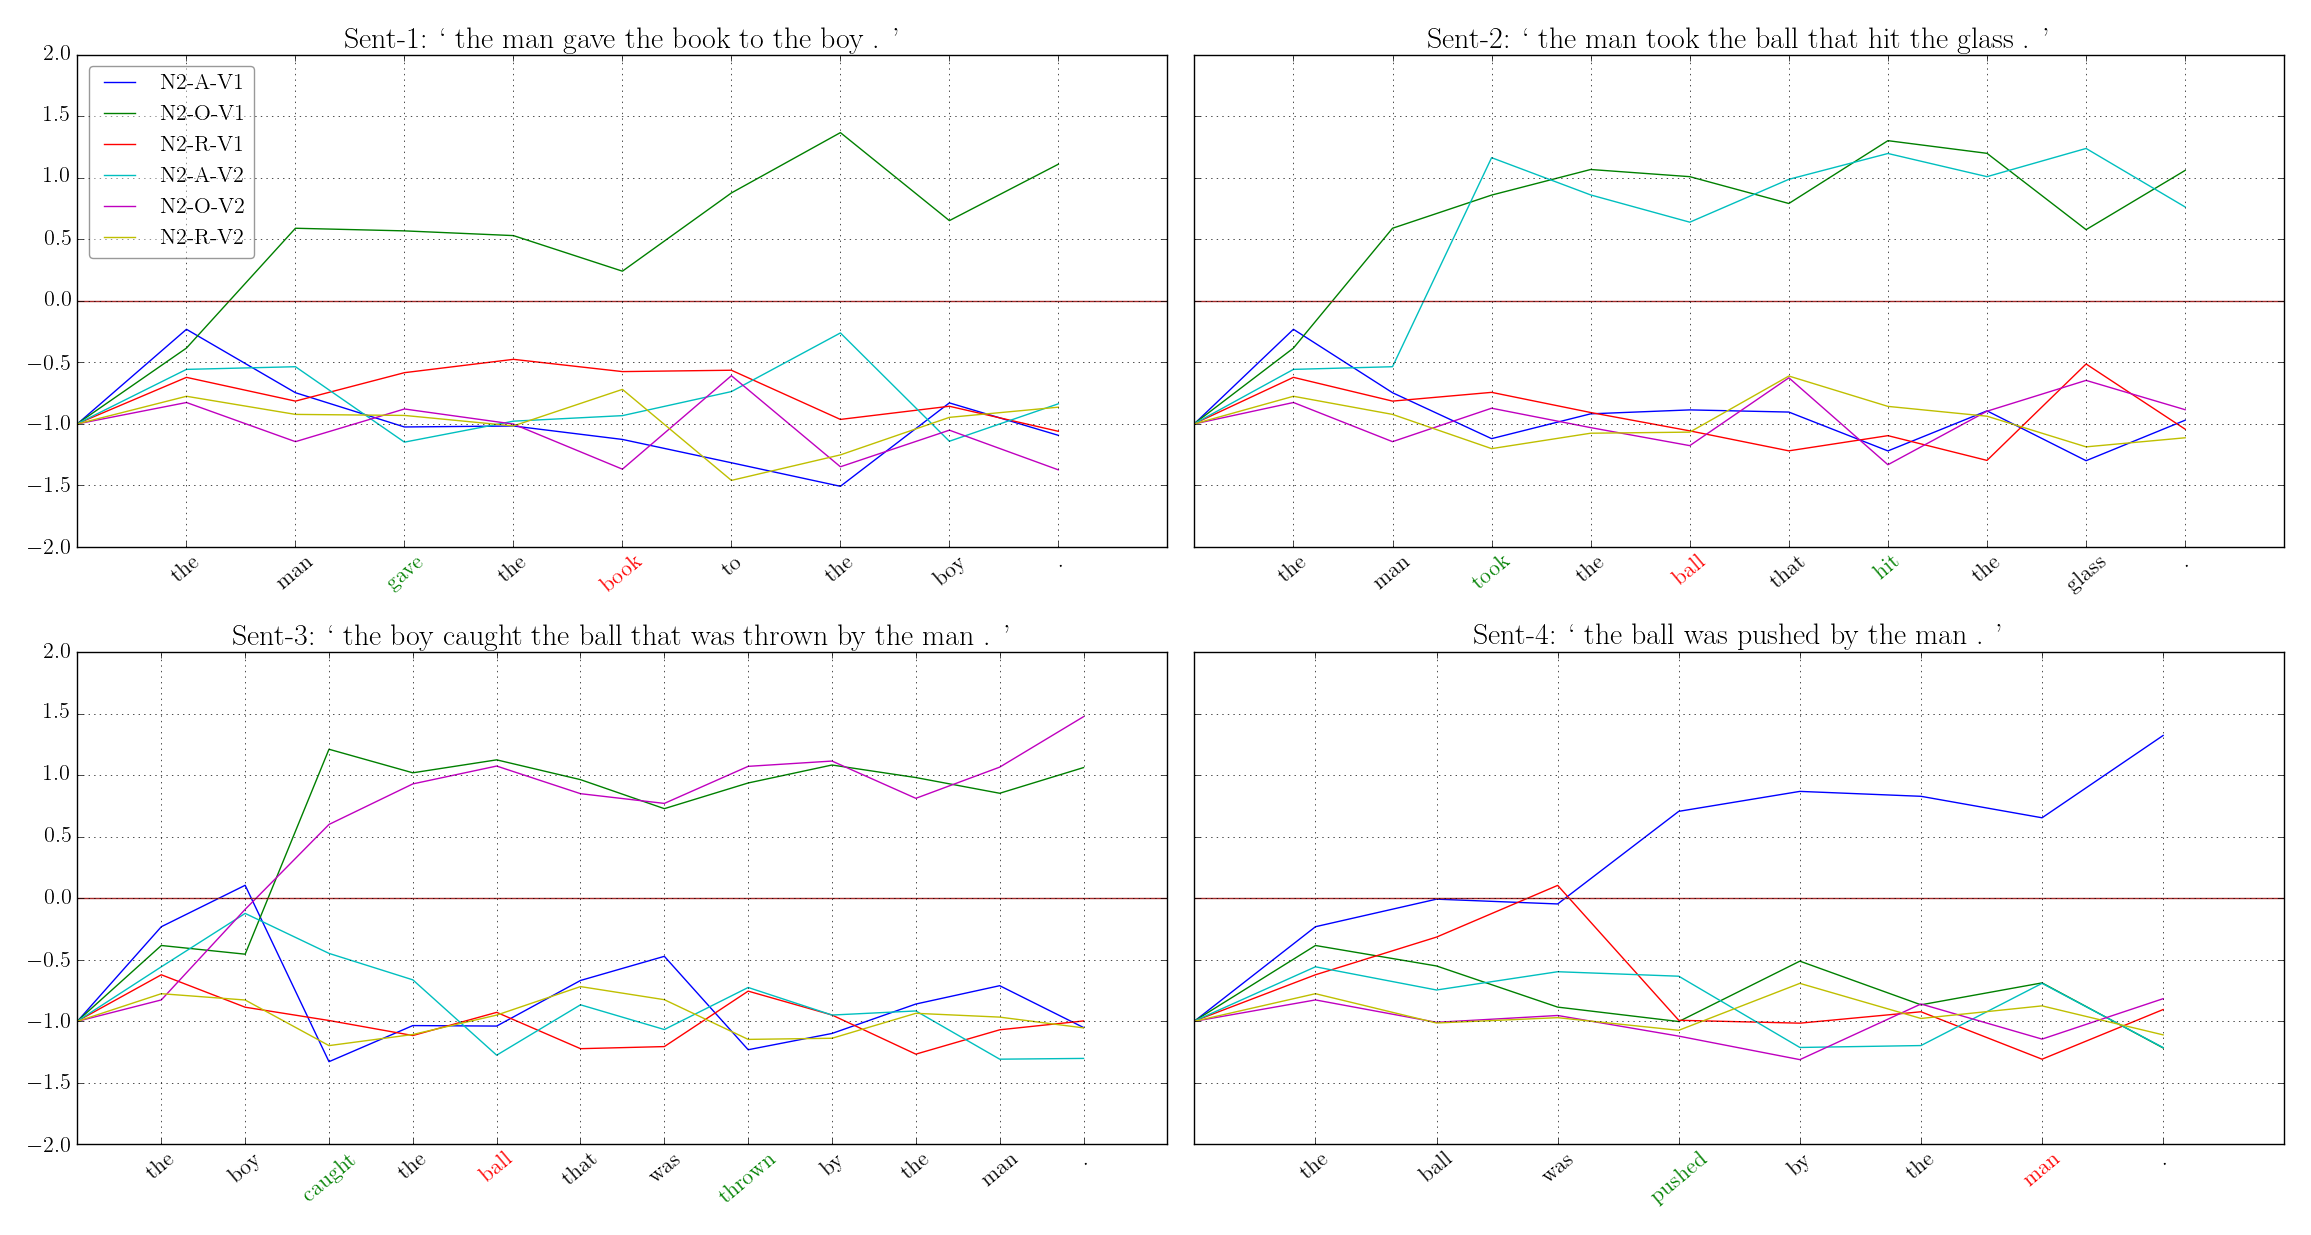 Sent-1: ‘ the man gave the book to the boy . ’
2.0
1.5
1.0
0.5
0.0
−0.5
−1.0
−1.5
−2.0
N2-A-V1
N2-O-V1
N2-R-V1
N2-A-V2
N2-O-V2
N2-R-V2
the man gave the book to the boy .
Sent-2: ‘ the man took the ball that hit the glass . ’
the man took the ball that hit the glass .
Sent-3: ‘ the boy caught the ball that was thrown by the man . ’
2.0
1.5
1.0
0.5
0.0
−0.5
−1.0
−1.5
−2.0
the boy caught the ball that was thrown by the man .
Sent-4: ‘ the ball was pushed by the man . ’
the ball was pushed by the man .